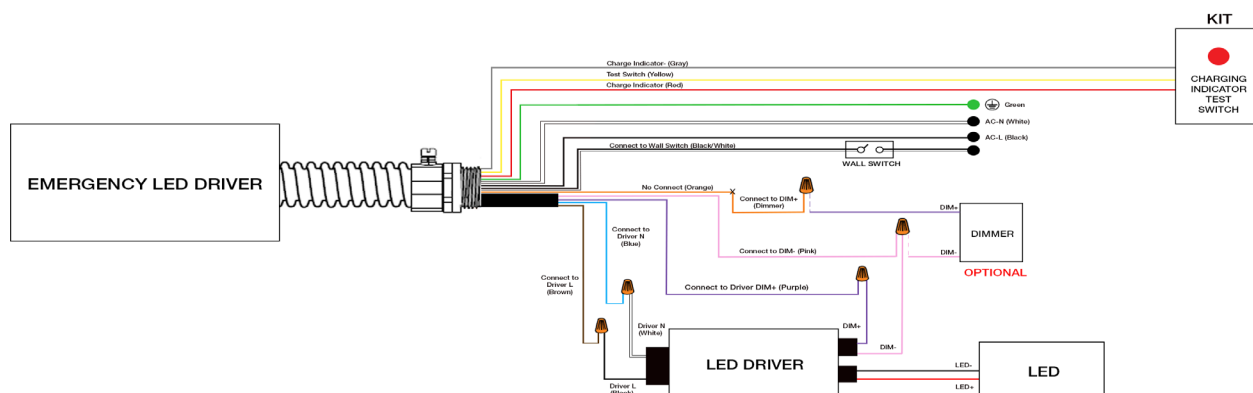 KIT
CHARGING
INDICATOR
TEST
SWITCH
Charge Indicator- (Gray)
Test Switch (Yellow)
Charge Indicator (Red)
Green
AC-N (White)
AC-L (Black)
Connect to Wall Switch (Black/White)
WALL SWITCH
EMERGENCY LED DRIVER
No Connect (Orange)
Connect to DIM+
(Dimmer)
DIM+
DIMMER
DIM-
OPTIONAL
Connect to
Driver N
(Blue)
Connect to DIM- (Pink)
Connect to
Driver L
(Brown)
Connect to Driver DIM+ (Purple)
Driver N
(White)
DIM+
DIM-
LED DRIVER
LED-
LED+
LED
Driver L
(Black)